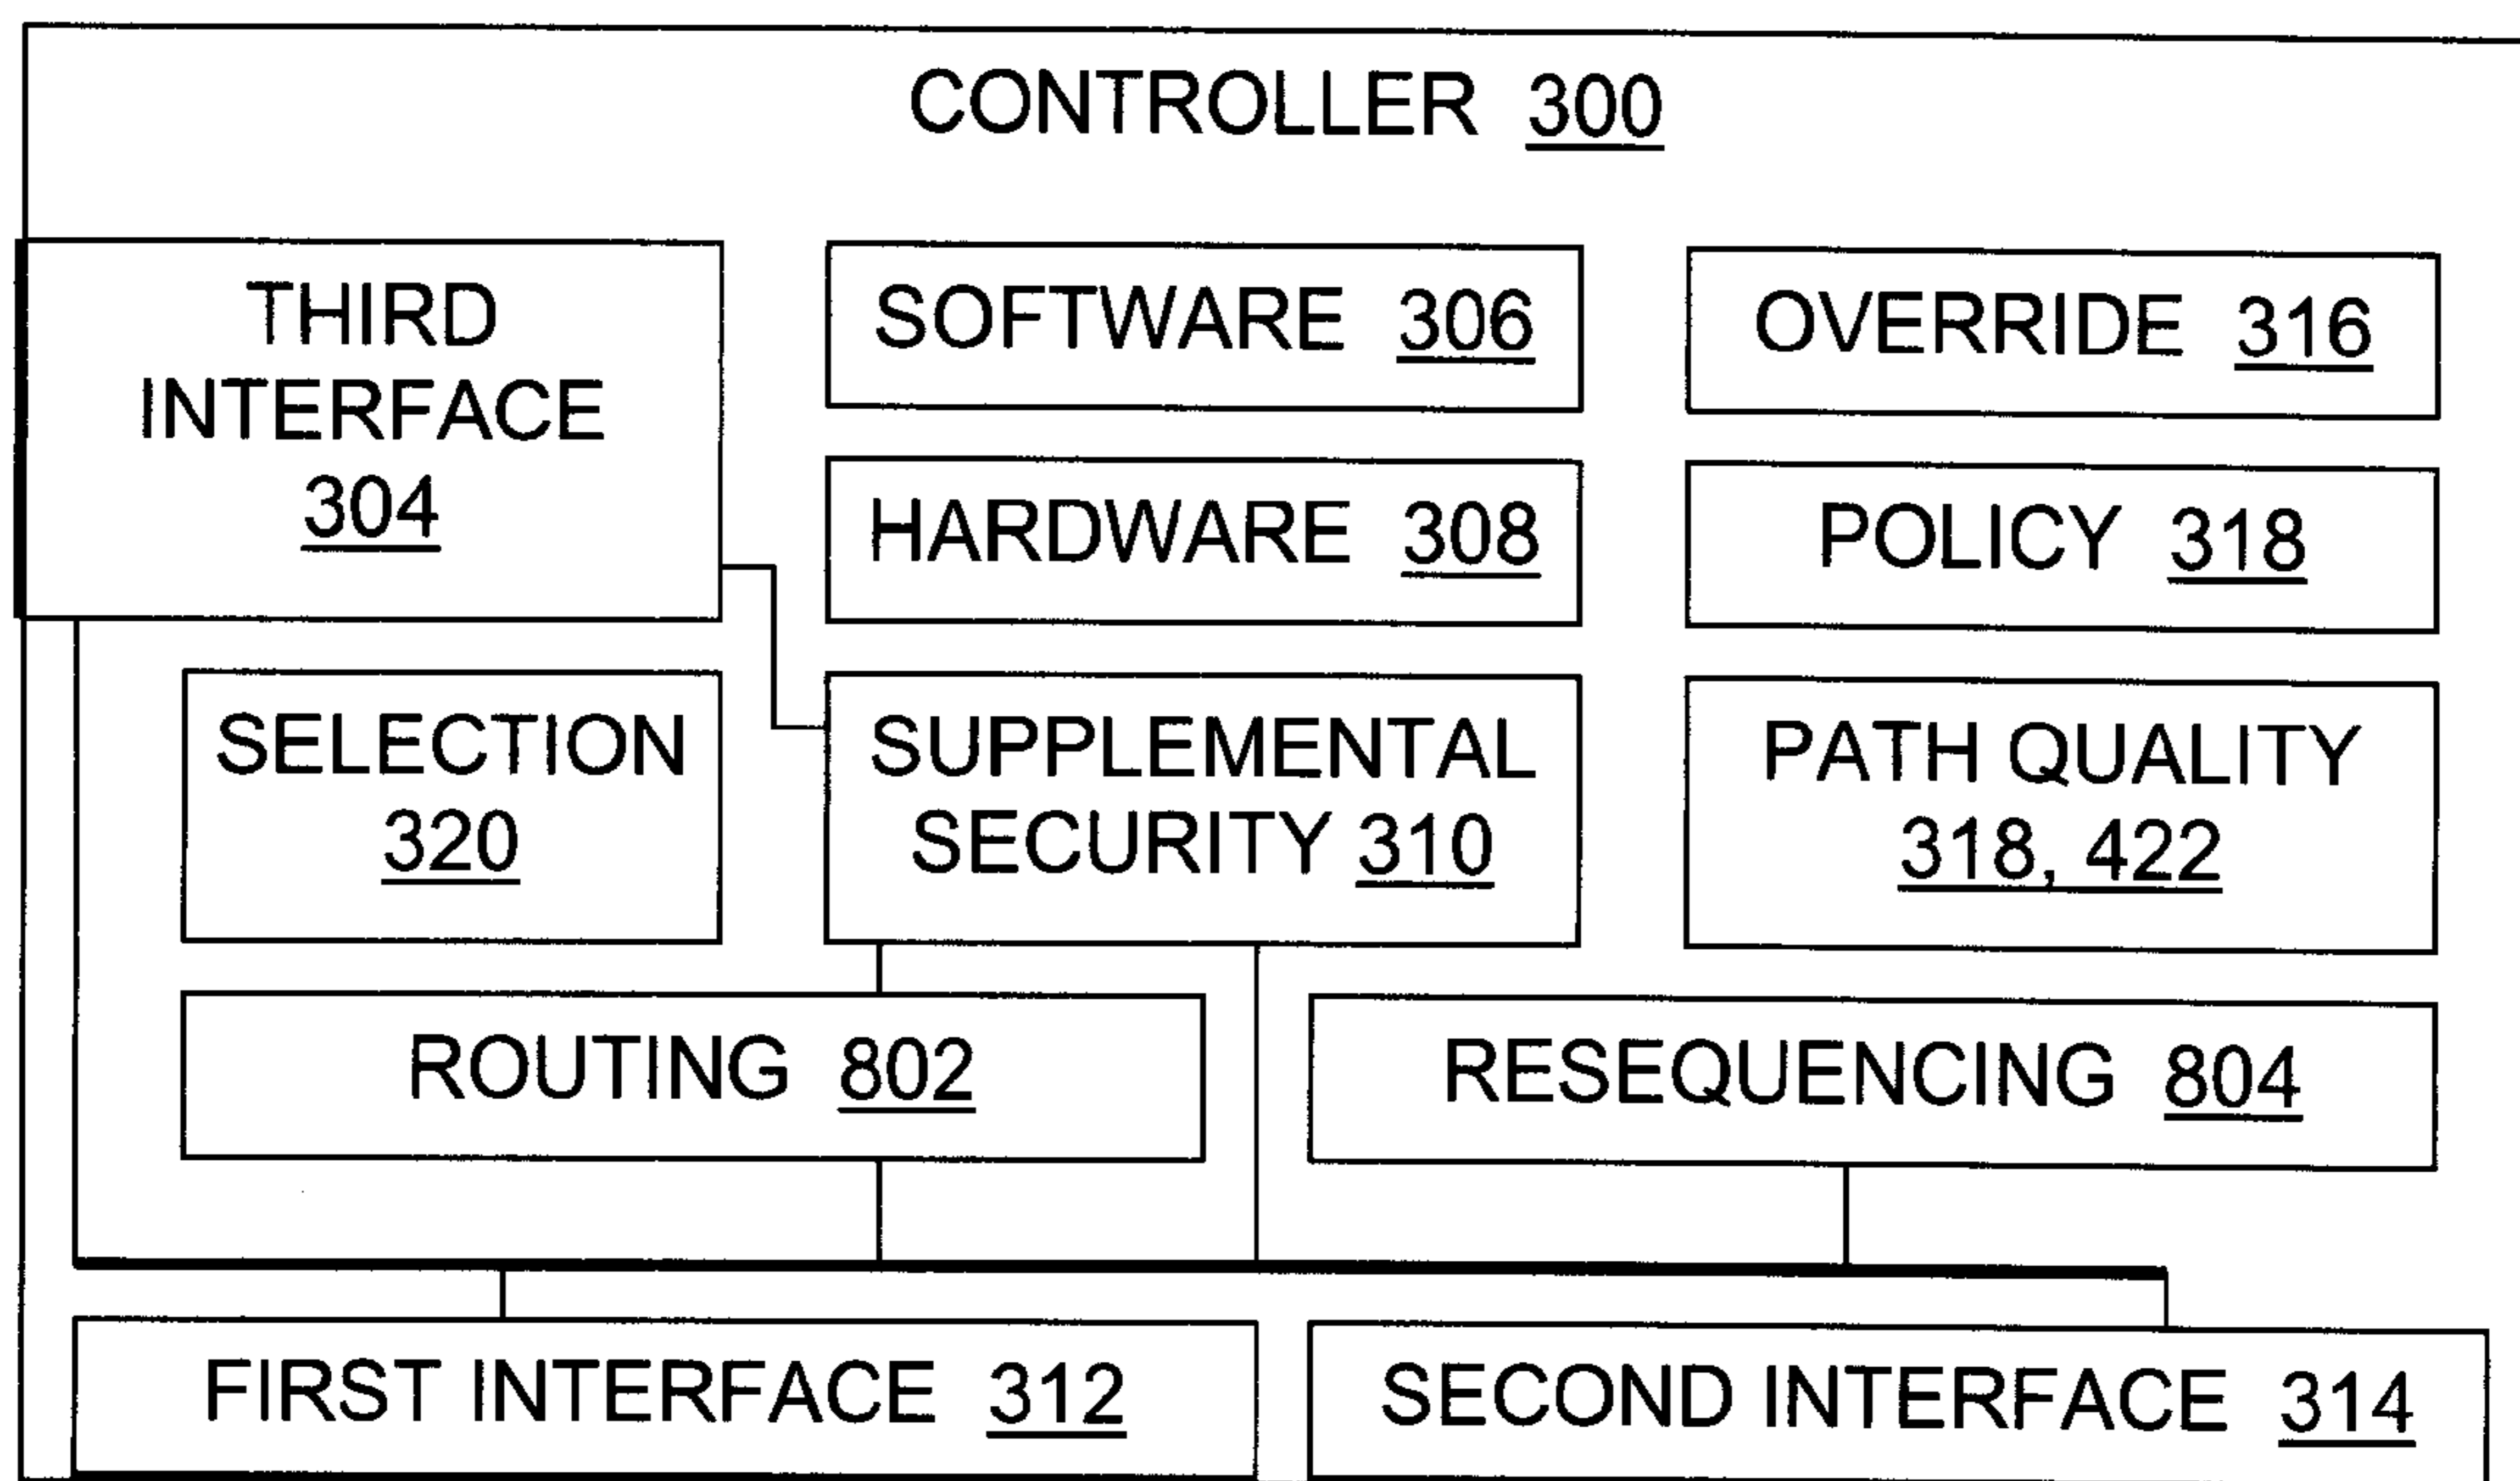 CONTROLLER 300
THIRD
INTERFACE
304
SOFTWARE 306
OVERRIDE 316
HARDWARE 308
POLICY 318
SELECTION
320
SUPPLEMENTAL
SECURITY 310
PATH QUALITY
318, 422
ROUTING 802
RESEQUENCING 804
FIRST INTERFACE 312
SECOND INTERFACE 314